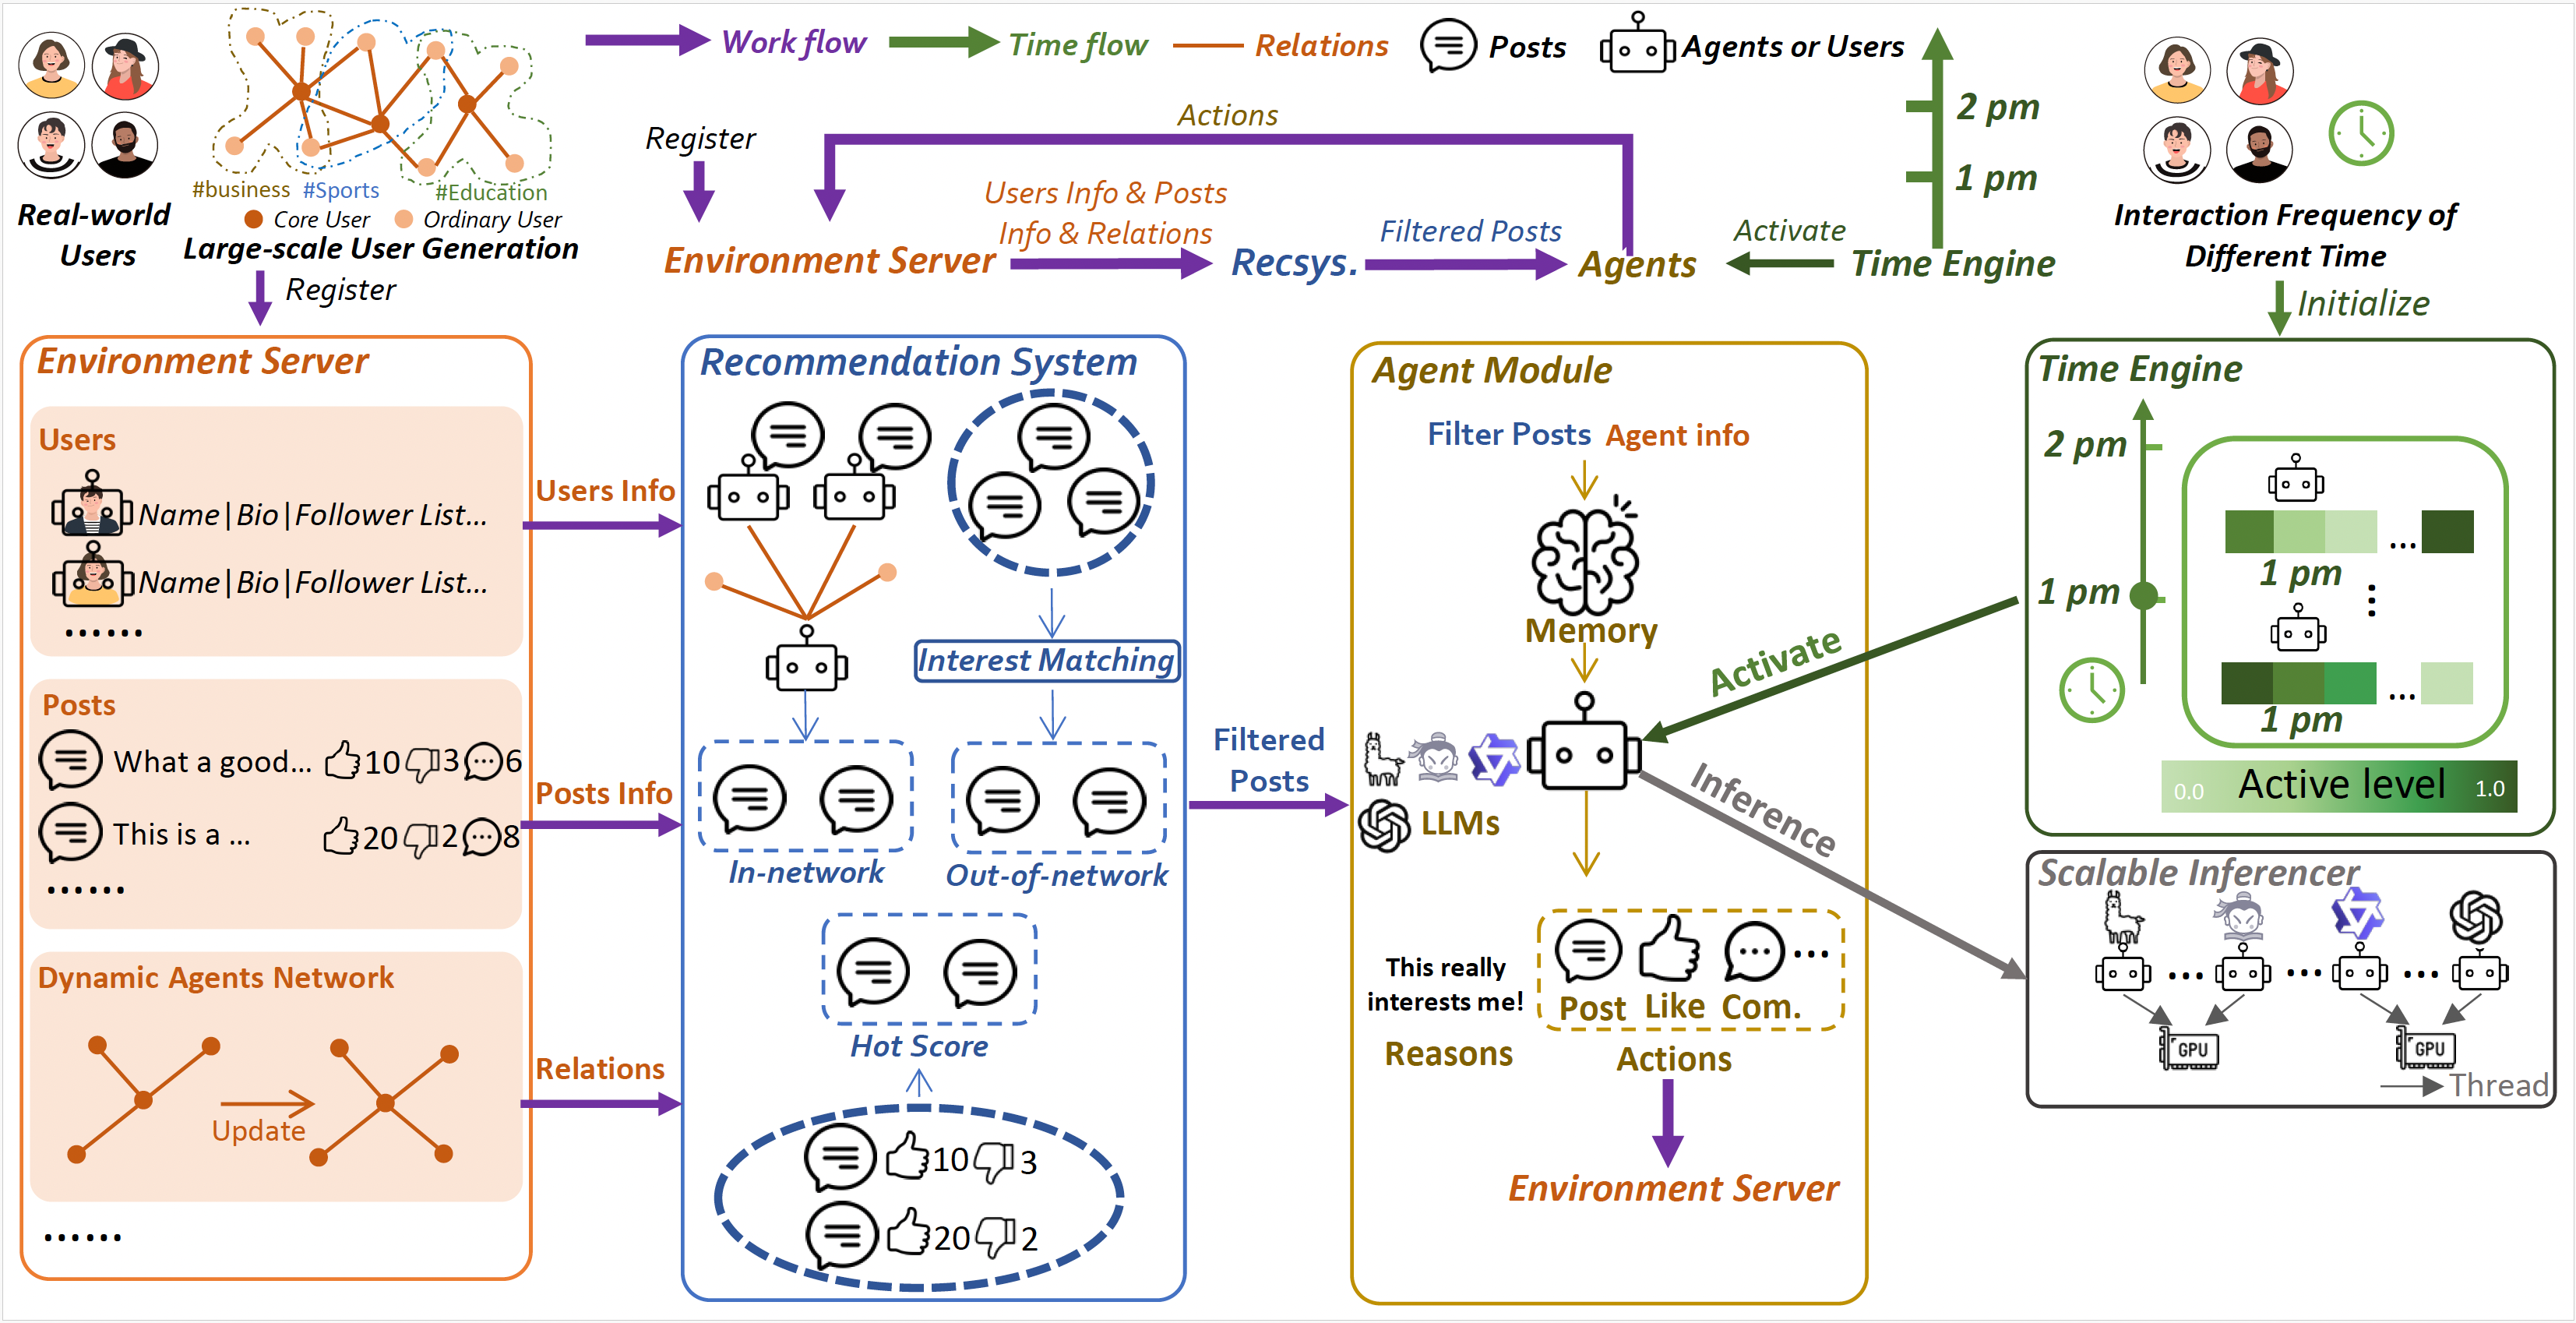 Work flow
Time flow
Relations
Posts
Agents or Users
#business #Sports
#Education
Core User
Ordinary User
Real-world
Users
Large-scale User Generation
Register
Register
Actions
Users Info & Posts
Info & Relations
Filtered Posts
Activate
Environment Server
Recsys.
Agents
Time Engine
2 pm
1 pm
Interaction Frequency of
Different Time
Initialize
Environment Server
Users
Name|Bio|Follower List...
Name|Bio|Follower List...
......
Posts
What a good... 10 3 6
This is a ... 20 2 8
......
Dynamic Agents Network
Update
......
Users Info
Posts Info
Relations
Recommendation System
Interest Matching
In-network
Out-of-network
Hot Score
10 3
20 2
Filtered
Posts
Agent Module
Filter Posts Agent info
Memory
LLMs
This really
interests me!
Reasons
Post Like Com.
...
Actions
Environment Server
Activate
Inference
Time Engine
2 pm
1 pm
...
1 pm
...
1 pm
0.0 Active level 1.0
Scalable Inferencer
... ... ...
GPU
GPU
Thread